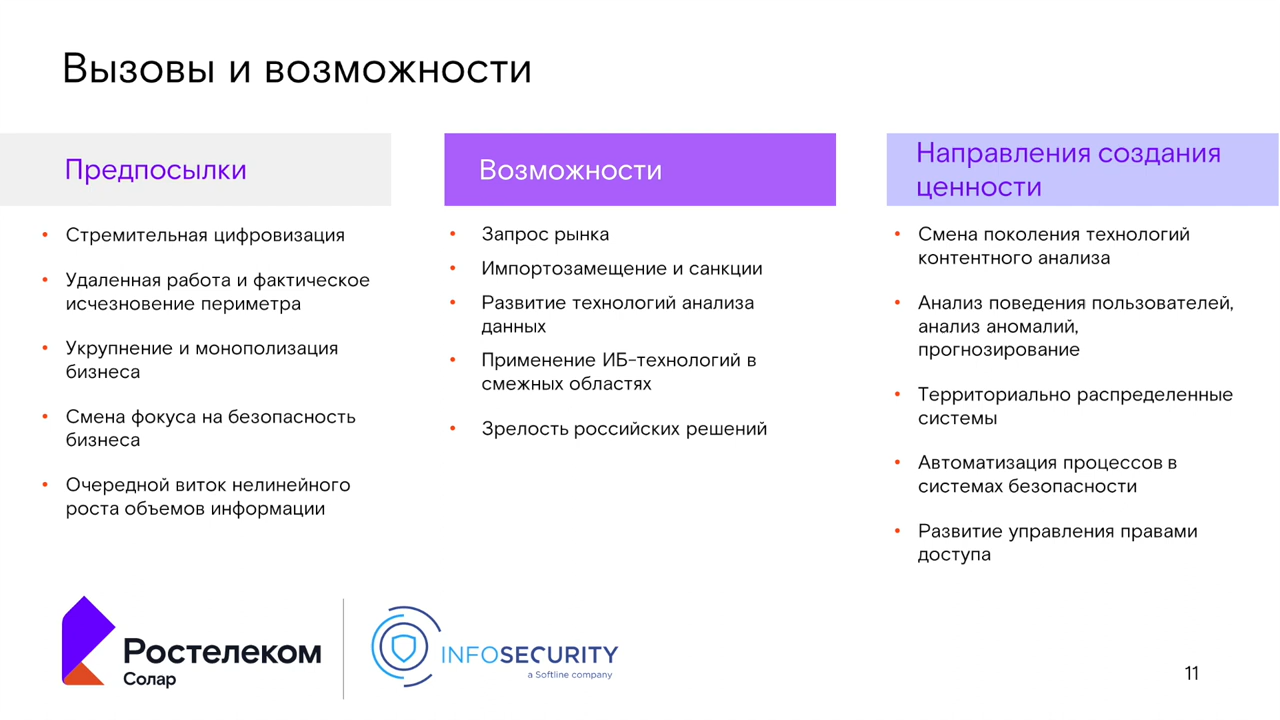 Вызовы и возможности
Предпосылки
• Стремительная цифровизация
• Удаленная работа и фактическое
исчезновение периметра
• Укрупнение и монополизация
бизнеса
• Смена фокуса на безопасность
бизнеса
• Очередной виток нелинейного
роста объемов информации
Возможности
• Запрос рынка
• Импортозамещение и санкции
• Развитие технологий анализа
данных
• Применение ИБ-технологий в
смежных областях
• Зрелость российских решений
Направления создания
ценности
• Смена поколения технологий
контентного анализа
• Анализ поведения пользователей,
анализ аномалий,
прогнозирование
• Территориально распределенные
системы
• Автоматизация процессов в
системах безопасности
• Развитие управления правами
доступа
Ростелеком
Солар
INFOSECURITY
a Softline company
11